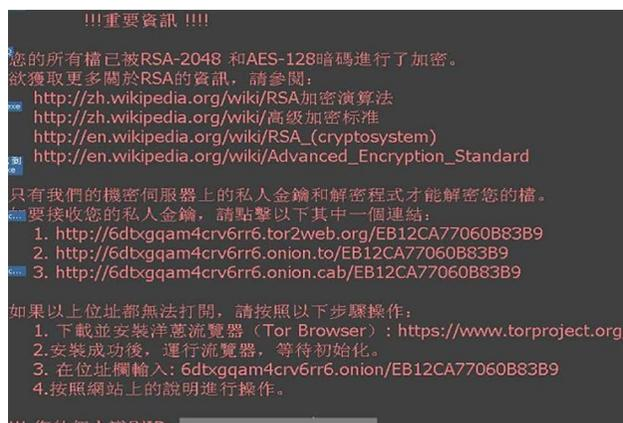 !!!重要資訊 !!!!
您的所有檔已被RSA-2048 和AES-128暗碼進行了加密。
欲獲取更多關於RSA的資訊，請參閱：
http://zh.wikipedia.org/wiki/RSA加密演算法
http://zh.wikipedia.org/wiki/高级加密标准
http://en.wikipedia.org/wiki/RSA_(cryptosystem)
http://en.wikipedia.org/wiki/Advanced_Encryption_Standard
只有我們的機密伺服器上的私人金鑰和解密程式才能解密您的檔。
要接收您的私人金鑰，請點擊以下其中一個連結：
1. http://6dtxgqam4crv6rr6.tor2web.org/EB12CA77060B83B9
2. http://6dtxgqam4crv6rr6.onion.to/EB12CA77060B83B9
3. http://6dtxgqam4crv6rr6.onion.cab/EB12CA77060B83B9
如果以上位址都無法打開，請按照以下步驟操作：
1. 下載並安裝洋蔥流覽器（Tor Browser）: https://www.torproject.org
2.安裝成功後，運行流覽器，等待初始化。
3. 在位址欄輸入: 6dtxgqam4crv6rr6.onion/EB12CA77060B83B9
4.按照網站上的說明進行操作。